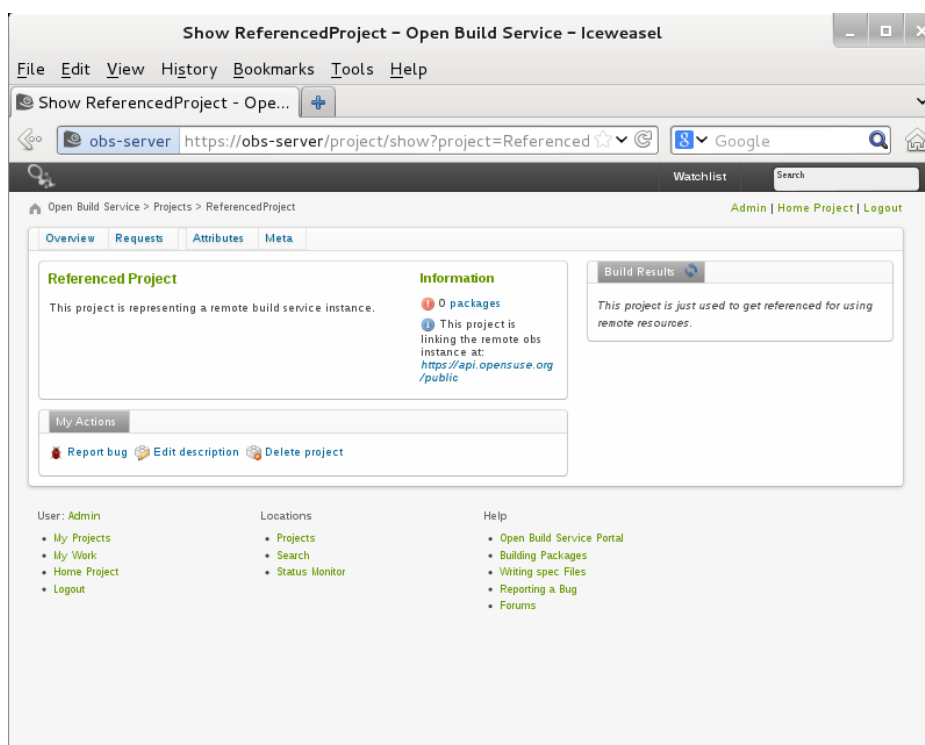 Show ReferencedProject – Open Build Service – Iceweasel
File Edit View History Bookmarks Tools Help
Show ReferencedProject - Ope...
obs-server https://obs-server/project/show?project=Referenced Google
Watchlist Search
Open Build Service > Projects > ReferencedProject Admin | Home Project | Logout
Overview Requests Attributes Meta
Referenced Project
This project is representing a remote build service instance.
Information
0 packages
This project is
linking the remote obs
instance at:
https://api.opensuse.org
/public
Build Results
This project is just used to get referenced for using
remote resources.
My Actions
Report bug Edit description Delete project
User: Admin
• My Projects
• My Work
• Home Project
• Logout
Locations
• Projects
• Search
• Status Monitor
Help
• Open Build Service Portal
• Building Packages
• Writing spec Files
• Reporting a Bug
• Forums